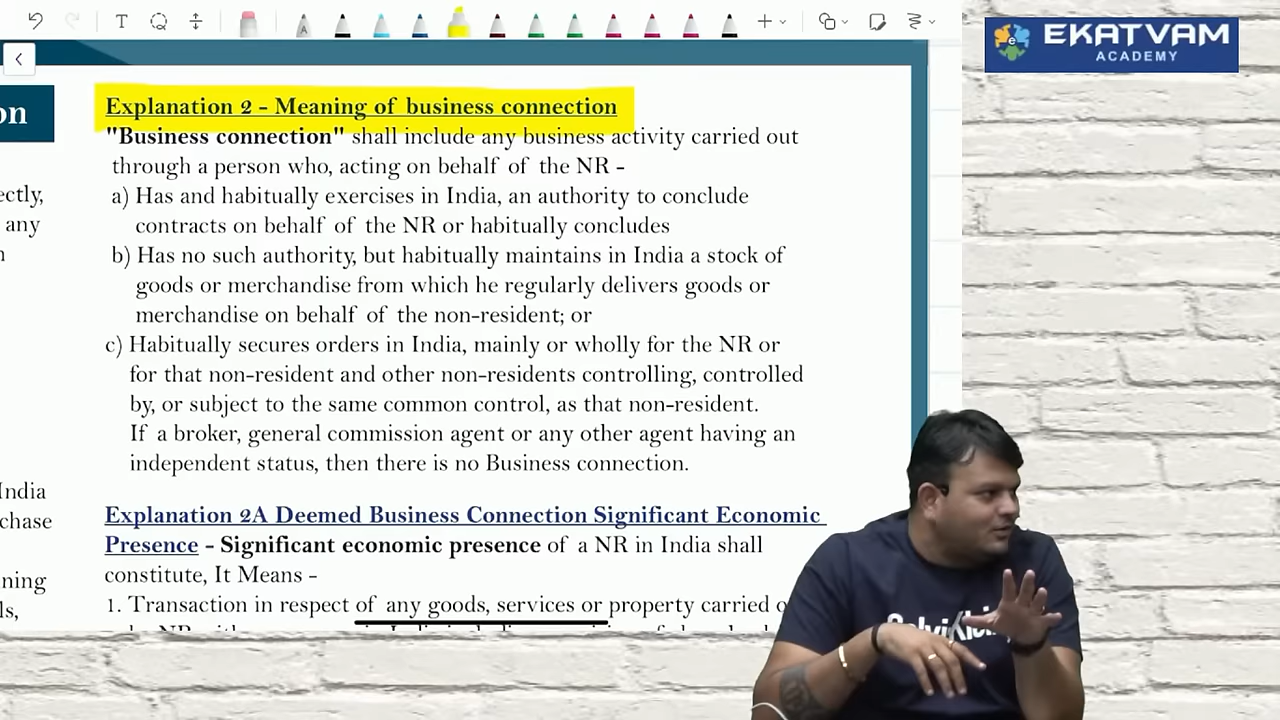 EKATVAM
ACADEMY
on
ectly,
any
India
chase
ning
ls,
Explanation 2 - Meaning of business connection
"Business connection" shall include any business activity carried out
through a person who, acting on behalf of the NR -
a) Has and habitually exercises in India, an authority to conclude
contracts on behalf of the NR or habitually concludes
b) Has no such authority, but habitually maintains in India a stock of
goods or merchandise from which he regularly delivers goods or
merchandise on behalf of the non-resident; or
c) Habitually secures orders in India, mainly or wholly for the NR or
for that non-resident and other non-residents controlling, controlled
by, or subject to the same common control, as that non-resident.
If a broker, general commission agent or any other agent having an
independent status, then there is no Business connection.
Explanation 2A Deemed Business Connection Significant Economic
Presence - Significant economic presence of a NR in India shall
constitute, It Means -
1. Transaction in respect of any goods, services or property carried